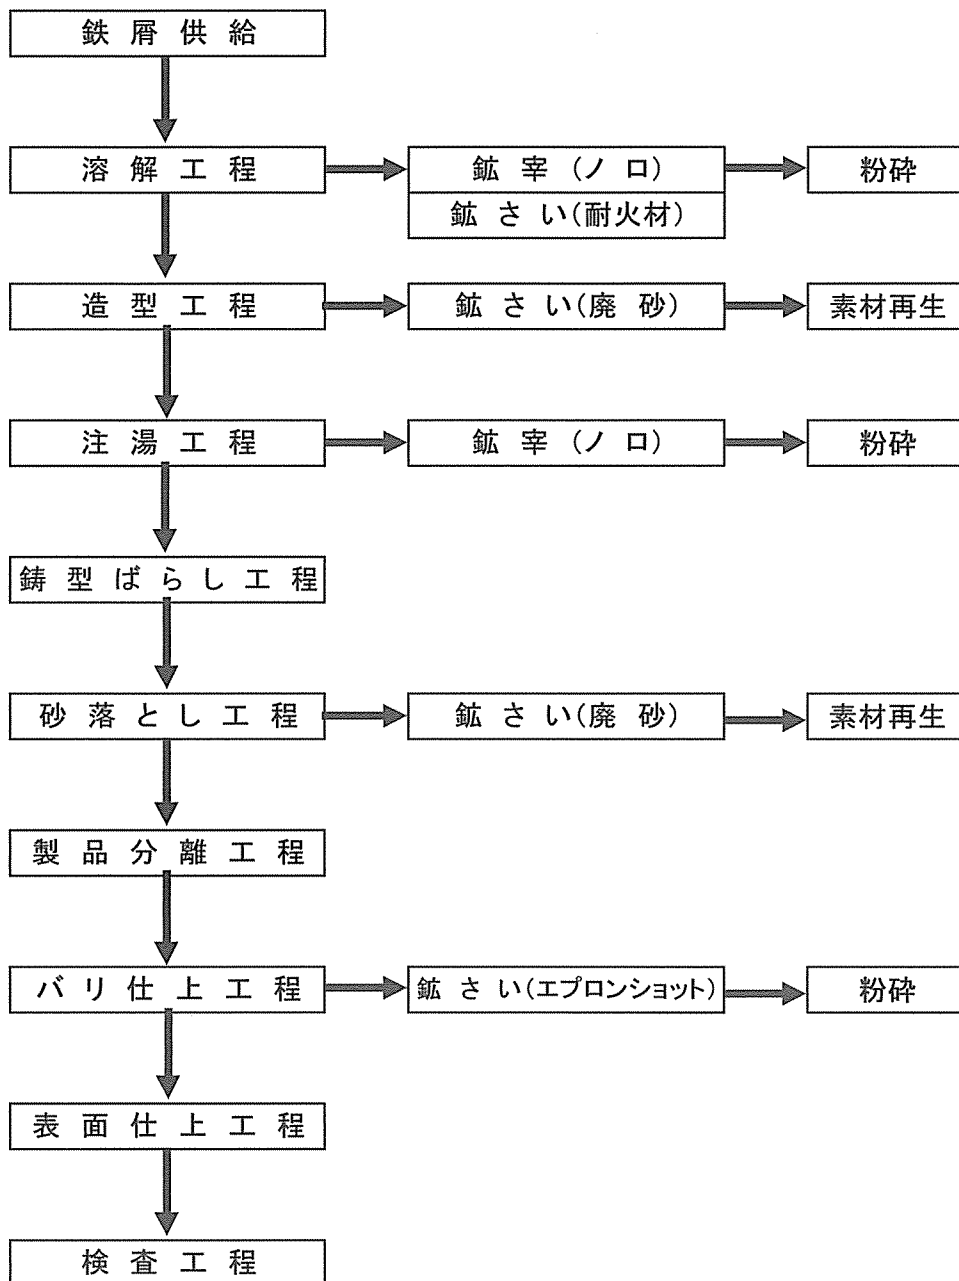 鉄屑供給
溶解工程
鉱宰(ノロ)
粉砕
鉱さい(耐火材)
造型工程
鉱さい(廃砂)
素材再生
注湯工程
鉱宰(ノロ)
粉砕
鋳型ばらし工程
砂落とし工程
鉱さい(廃砂)
素材再生
製品分離工程
バリ仕上工程
鉱さい(エプロンショット)
粉砕
表面仕上工程
検査工程